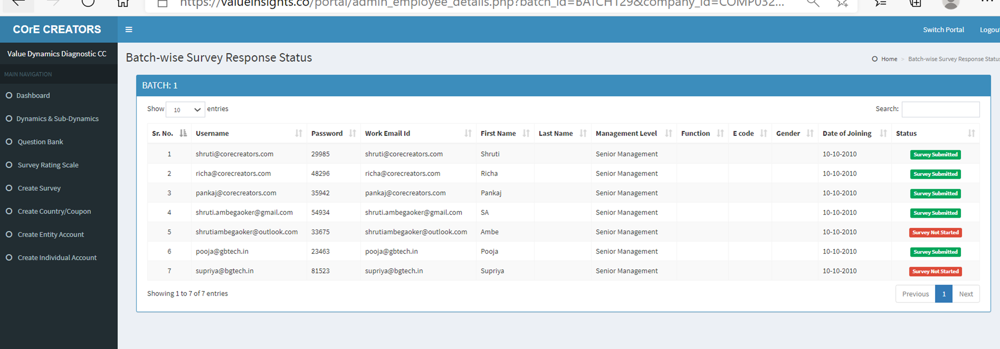 https://valueinsights.co/portal/admin_employee_details.php?batch_id=BATCH129&company_id=COMP032...
COrE CREATORS
Switch Portal Logout
Value Dynamics Diagnostic CC
MAIN NAVIGATION
Dashboard
Dynamics & Sub-Dynamics
Question Bank
Survey Rating Scale
Create Survey
Create Country/Coupon
Create Entity Account
Create Individual Account
Batch-wise Survey Response Status
Home > Batch-wise Survey Response Status
BATCH: 1
Show 10 entries
Search:
Sr. No. Username Password Work Email Id First Name Last Name Management Level Function E code Gender Date of Joining Status
1 shruti@corecreators.com 29985 shruti@corecreators.com Shruti Senior Management 10-10-2010 Survey Submitted
2 richa@corecreators.com 48296 richa@corecreators.com Richa Senior Management 10-10-2010 Survey Submitted
3 pankaj@corecreators.com 35942 pankaj@corecreators.com Pankaj Senior Management 10-10-2010 Survey Submitted
4 shruti.ambegaoker@gmail.com 54934 shruti.ambegaoker@gmail.com SA Senior Management 10-10-2010 Survey Submitted
5 shrutiambegaoker@outlook.com 33675 shrutiambegaoker@outlook.com Ambe Senior Management 10-10-2010 Survey Not Started
6 pooja@gbtech.in 23463 pooja@gbtech.in Pooja Senior Management 10-10-2010 Survey Submitted
7 supriya@bgtech.in 81523 supriya@bgtech.in Supriya Senior Management 10-10-2010 Survey Not Started
Showing 1 to 7 of 7 entries
Previous 1 Next